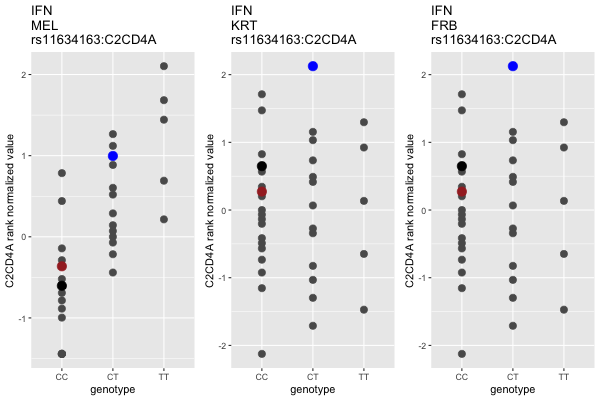 IFN
MEL
rs11634163:C2CD4A
C2CD4A rank normalized value
2
1
0
-1
CC CT TT
genotype
IFN
KRT
rs11634163:C2CD4A
C2CD4A rank normalized value
2
1
0
-1
-2
CC CT TT
genotype
IFN
FRB
rs11634163:C2CD4A
C2CD4A rank normalized value
2
1
0
-1
-2
CC CT TT
genotype